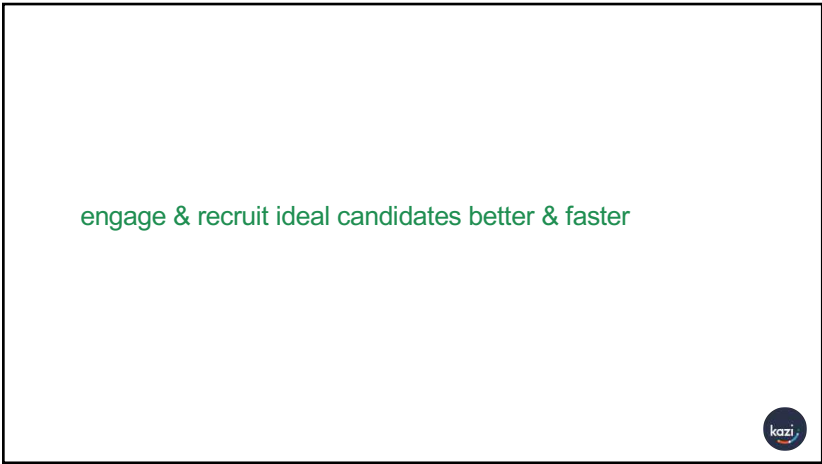 engage & recruit ideal candidates better & faster
kazi